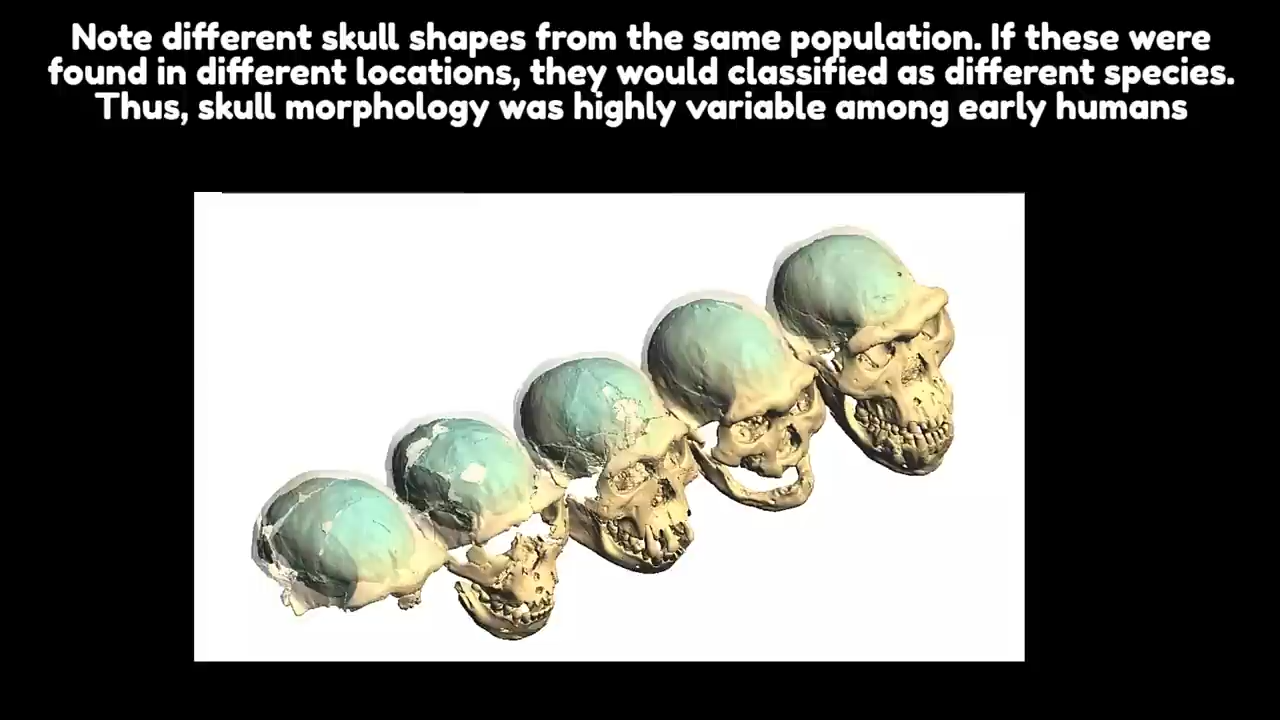 Note different skull shapes from the same population. If these were
found in different locations, they would classified as different species.
Thus, skull morphology was highly variable among early humans